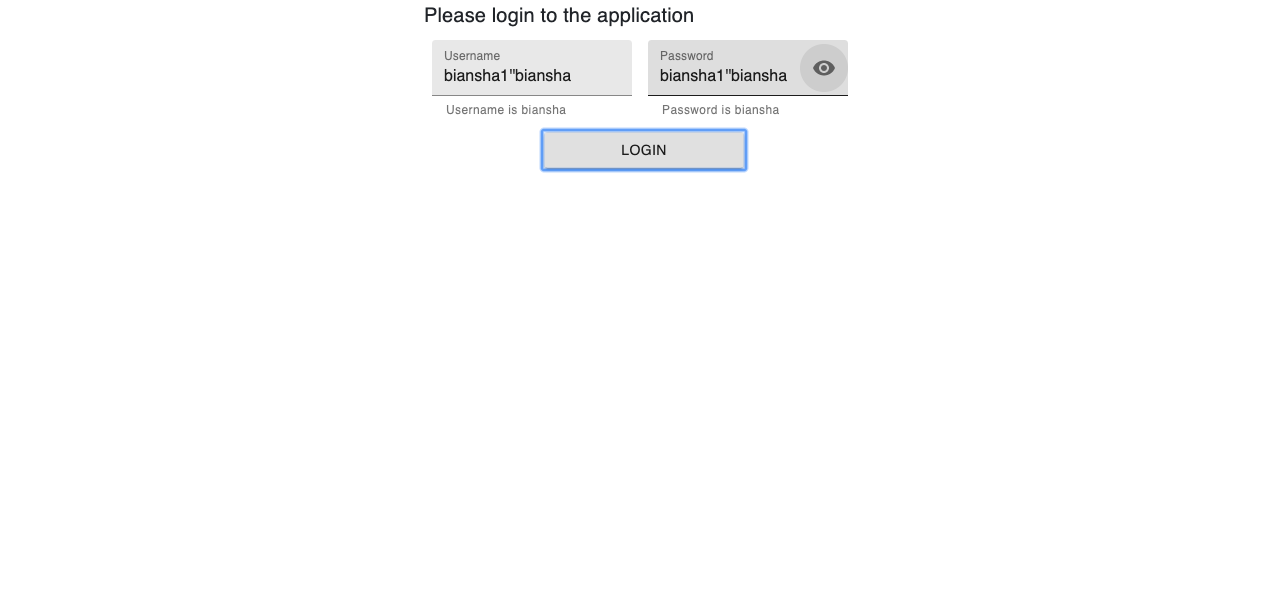 Please login to the application
Username
biansha1"biansha
Username is biansha
Password
biansha1"biansha
Password is biansha
LOGIN